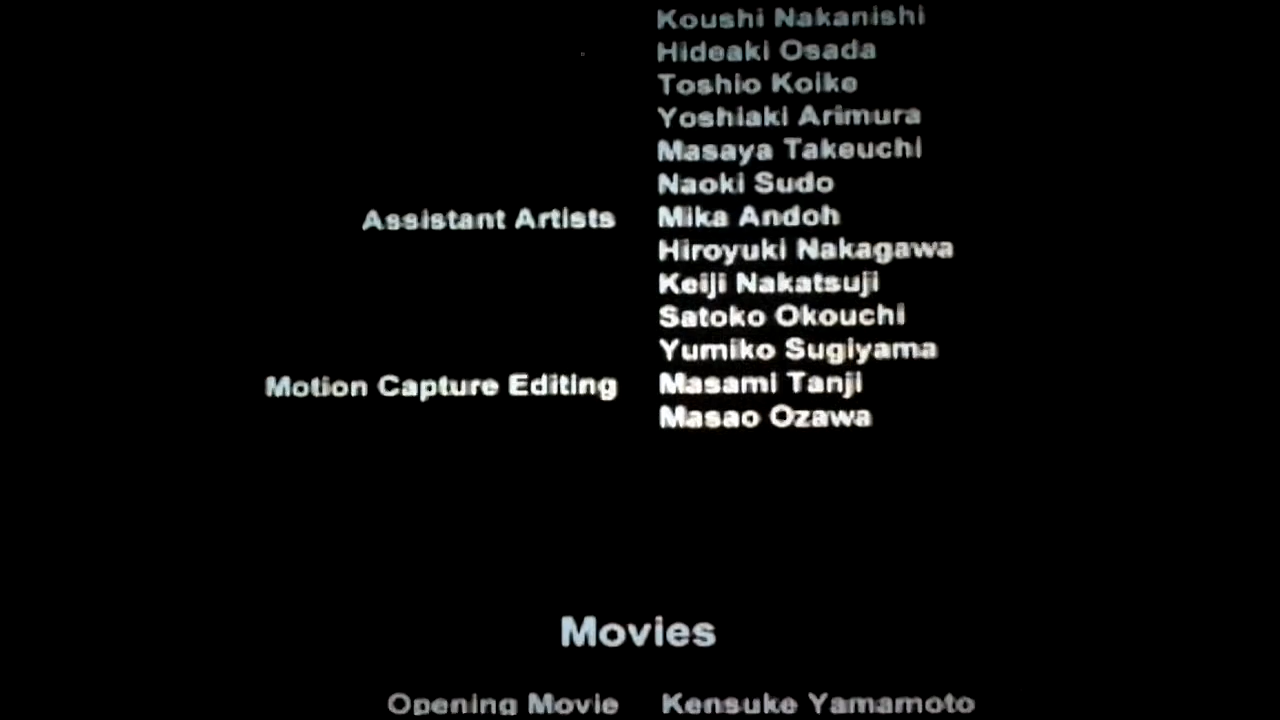 Koushi Nakanishi
Hideaki Osada
Toshio Koike
Yoshiaki Arimura
Masaya Takeuchi
Naoki Sudo
Assistant Artists Mika Andoh
Hiroyuki Nakagawa
Keiji Nakatsuji
Satoko Okouchi
Yumiko Sugiyama
Motion Capture Editing Masami Tanji
Masao Ozawa
Movies
Opening Movie Kensuke Yamamoto